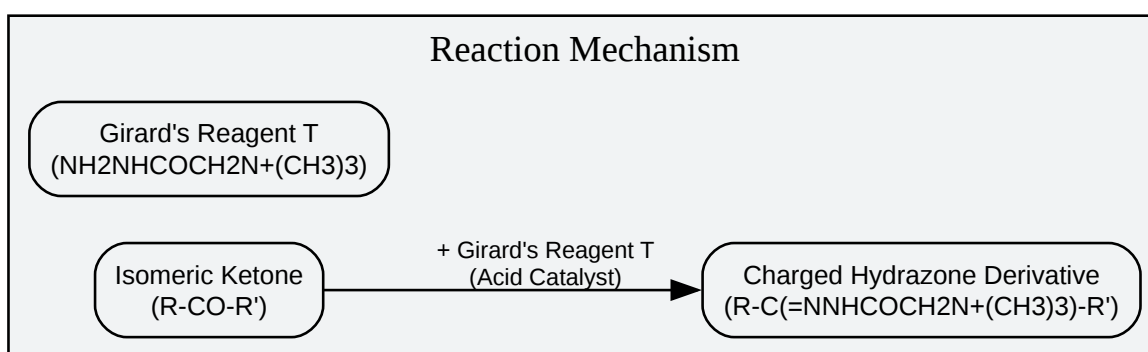 Reaction Mechanism
Girard's Reagent T
(NH2NHCOCH2N+(CH3)3)
+ Girard's Reagent T
(Acid Catalyst)
Isomeric Ketone
(R-CO-R')
Charged Hydrazone Derivative
(R-C(=NNHCOCH2N+(CH3)3)-R')